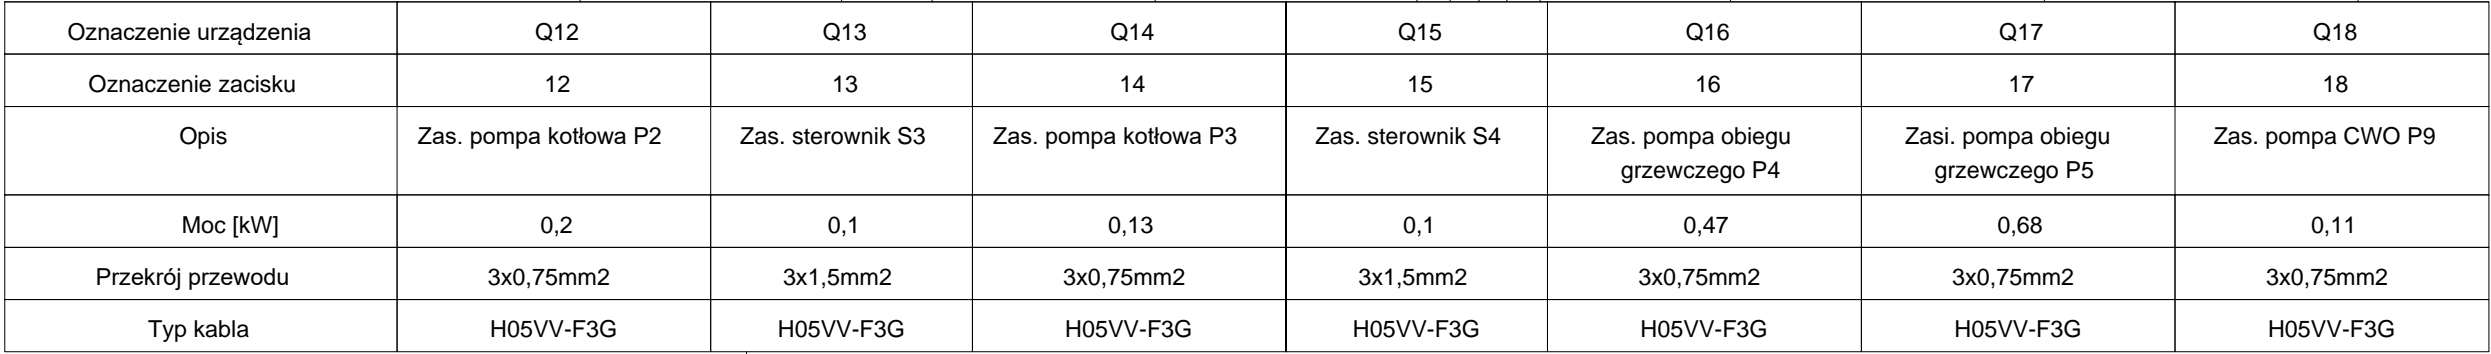 Oznaczenie urządzenia Q12 Q13 Q14 Q15 Q16 Q17 Q18
Oznaczenie zacisku 12 13 14 15 16 17 18
Opis Zas. pompa kotłowa P2 Zas. sterownik S3 Zas. pompa kotłowa P3 Zas. sterownik S4 Zas. pompa obiegu Zasi. pompa obiegu Zas. pompa CWO P9
grzewczego P4 grzewczego P5
Moc [kW] 0,2 0,1 0,13 0,1 0,47 0,68 0,11
Przekrój przewodu 3x0,75mm2 3x1,5mm2 3x0,75mm2 3x1,5mm2 3x0,75mm2 3x0,75mm2 3x0,75mm2
Typ kabla H05VV-F3G H05VV-F3G H05VV-F3G H05VV-F3G H05VV-F3G H05VV-F3G H05VV-F3G